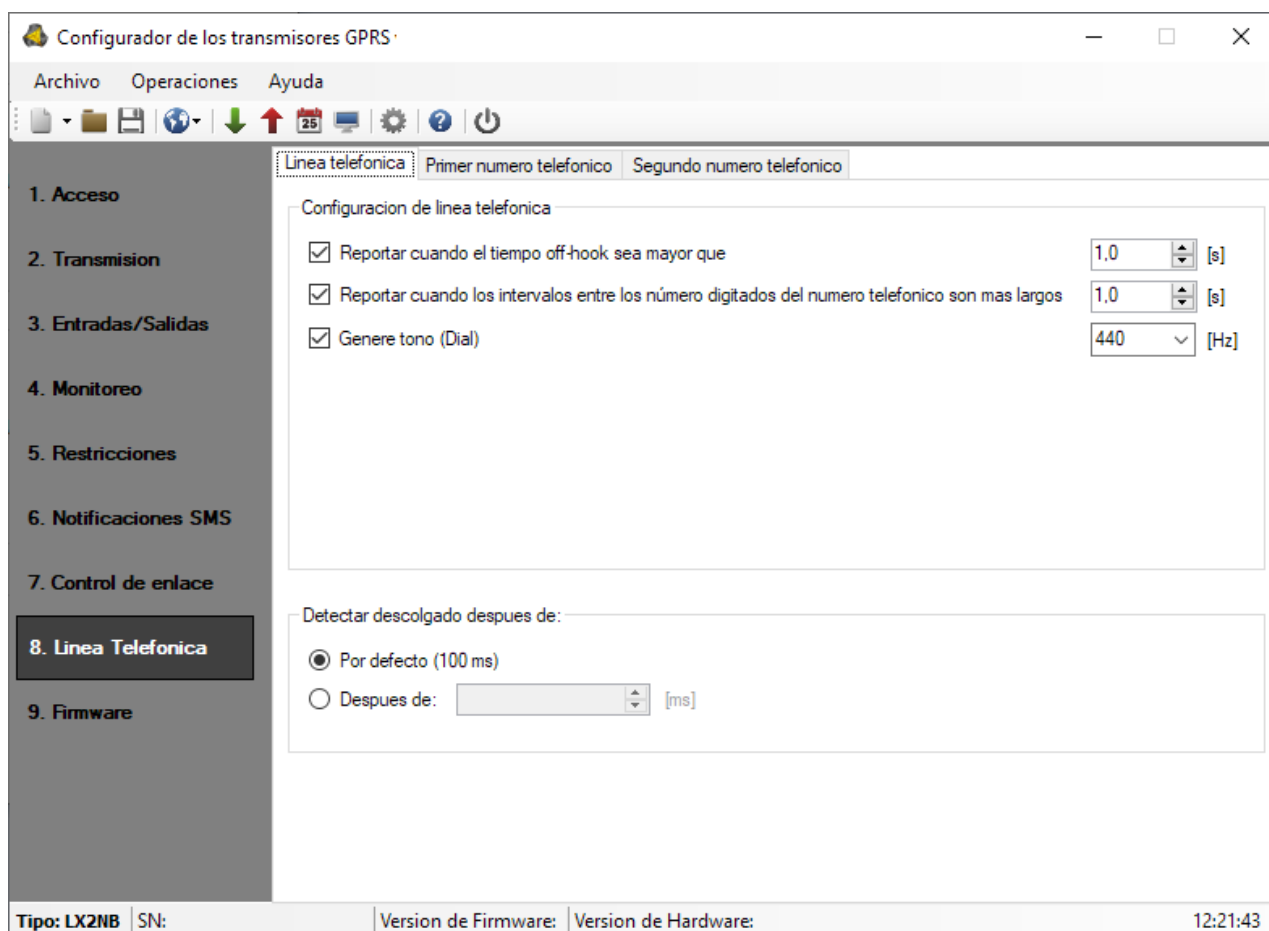 Configurador de los transmisores GPRS
Archivo Operaciones Ayuda
25
1. Acceso
2. Transmision
3. Entradas/Salidas
4. Monitoreo
5. Restricciones
6. Notificaciones SMS
7. Control de enlace
8. Linea Telefonica
9. Firmware
Linea telefonica Primer numero telefonico Segundo numero telefonico
Configuracion de linea telefonica
Reportar cuando el tiempo off-hook sea mayor que 1,0 [s]
Reportar cuando los intervalos entre los número digitados del numero telefonico son mas largos 1,0 [s]
Genere tono (Dial) 440 [Hz]
Detectar descolgado despues de:
Por defecto (100 ms)
Despues de: [ms]
Tipo: LX2NB SN: Version de Firmware: Version de Hardware: 12:21:43